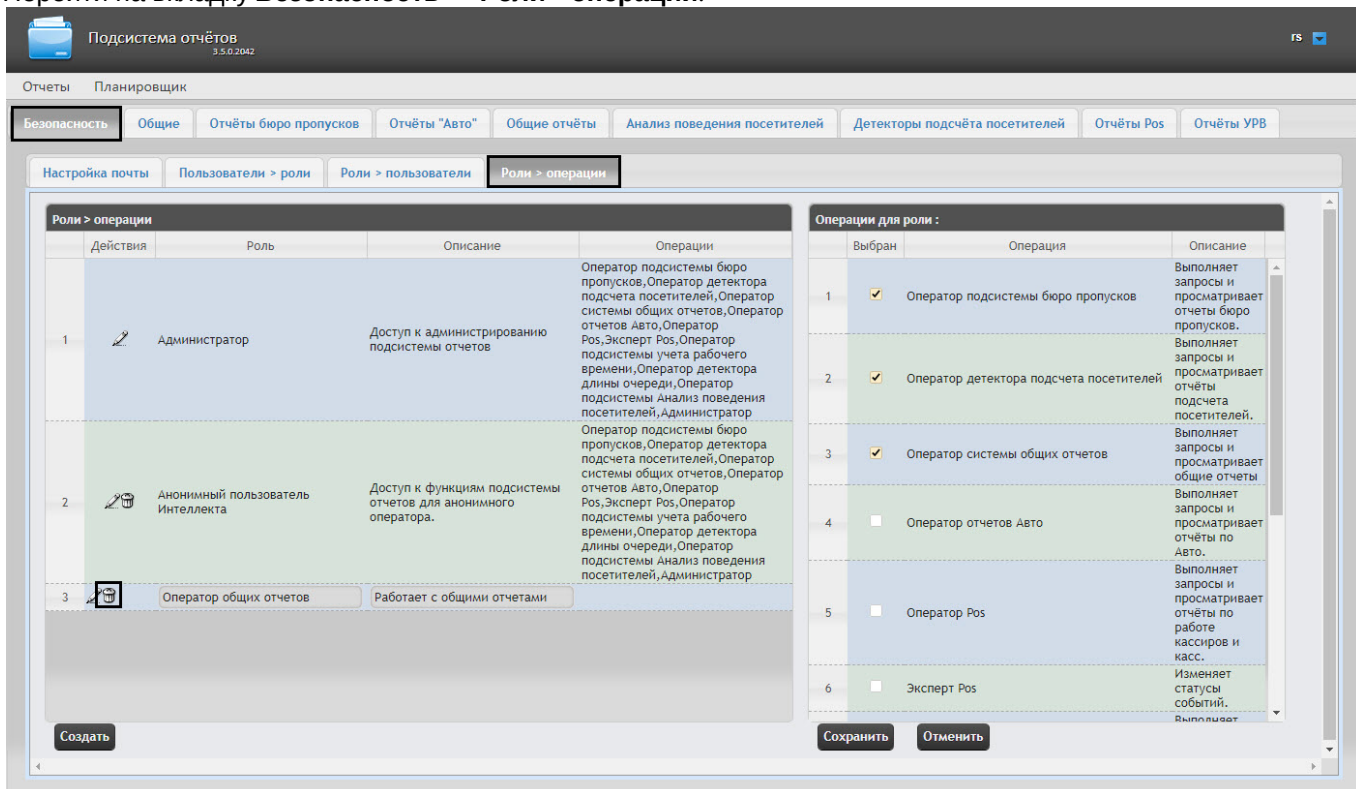 Перейти на вкладку Безопасность > Роли > операции.
Подсистема отчётов
3.5.0.2042
rs
Отчеты Планировщик
Безопасность Общие Отчёты бюро пропусков Отчёты "Авто" Общие отчёты Анализ поведения посетителей Детекторы подсчёта посетителей Отчёты Pos Отчёты УРВ
Настройка почты Пользователи > роли Роли > пользователи Роли > операции
Роли > операции
Действия Роль Описание Операции
1 Администратор
Доступ к администрированию
подсистемы отчетов
Оператор подсистемы бюро
пропусков,Оператор детектора
подсчета посетителей,Оператор
системы общих отчетов,Оператор
отчетов Авто,Оператор
Pos,Эксперт Pos,Оператор
подсистемы учета рабочего
времени,Оператор детектора
длины очереди,Оператор
подсистемы Анализ поведения
посетителей,Администратор
2 Анонимный пользователь
Интеллекта
Доступ к функциям подсистемы
отчетов для анонимного
оператора.
Оператор подсистемы бюро
пропусков,Оператор детектора
подсчета посетителей,Оператор
системы общих отчетов,Оператор
отчетов Авто,Оператор
Pos,Эксперт Pos,Оператор
подсистемы учета рабочего
времени,Оператор детектора
длины очереди,Оператор
подсистемы Анализ поведения
посетителей,Администратор
3 Оператор общих отчетов Работает с общими отчетами
Создать
Операции для роли :
Выбран Операция Описание
1 Оператор подсистемы бюро пропусков
Выполняет
запросы и
просматривает
отчеты бюро
пропусков.
2 Оператор детектора подсчета посетителей
Выполняет
запросы и
просматривает
отчёты
подсчета
посетителей.
3 Оператор системы общих отчетов
Выполняет
запросы и
просматривает
общие отчеты
4 Оператор отчетов Авто
Выполняет
запросы и
просматривает
отчёты по
Авто.
5 Оператор Pos
Выполняет
запросы и
просматривает
отчёты по
работе
кассиров и
касс.
6 Эксперт Pos
Изменяет
статусы
событий.
Выполняет
Сохранить Отменить